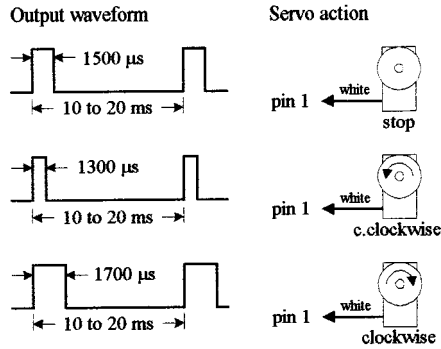 Output waveform
Servo action
1500 µs
10 to 20 ms
pin 1
white
stop
1300 µs
10 to 20 ms
pin 1
white
c.clockwise
1700 µs
10 to 20 ms
pin 1
white
clockwise